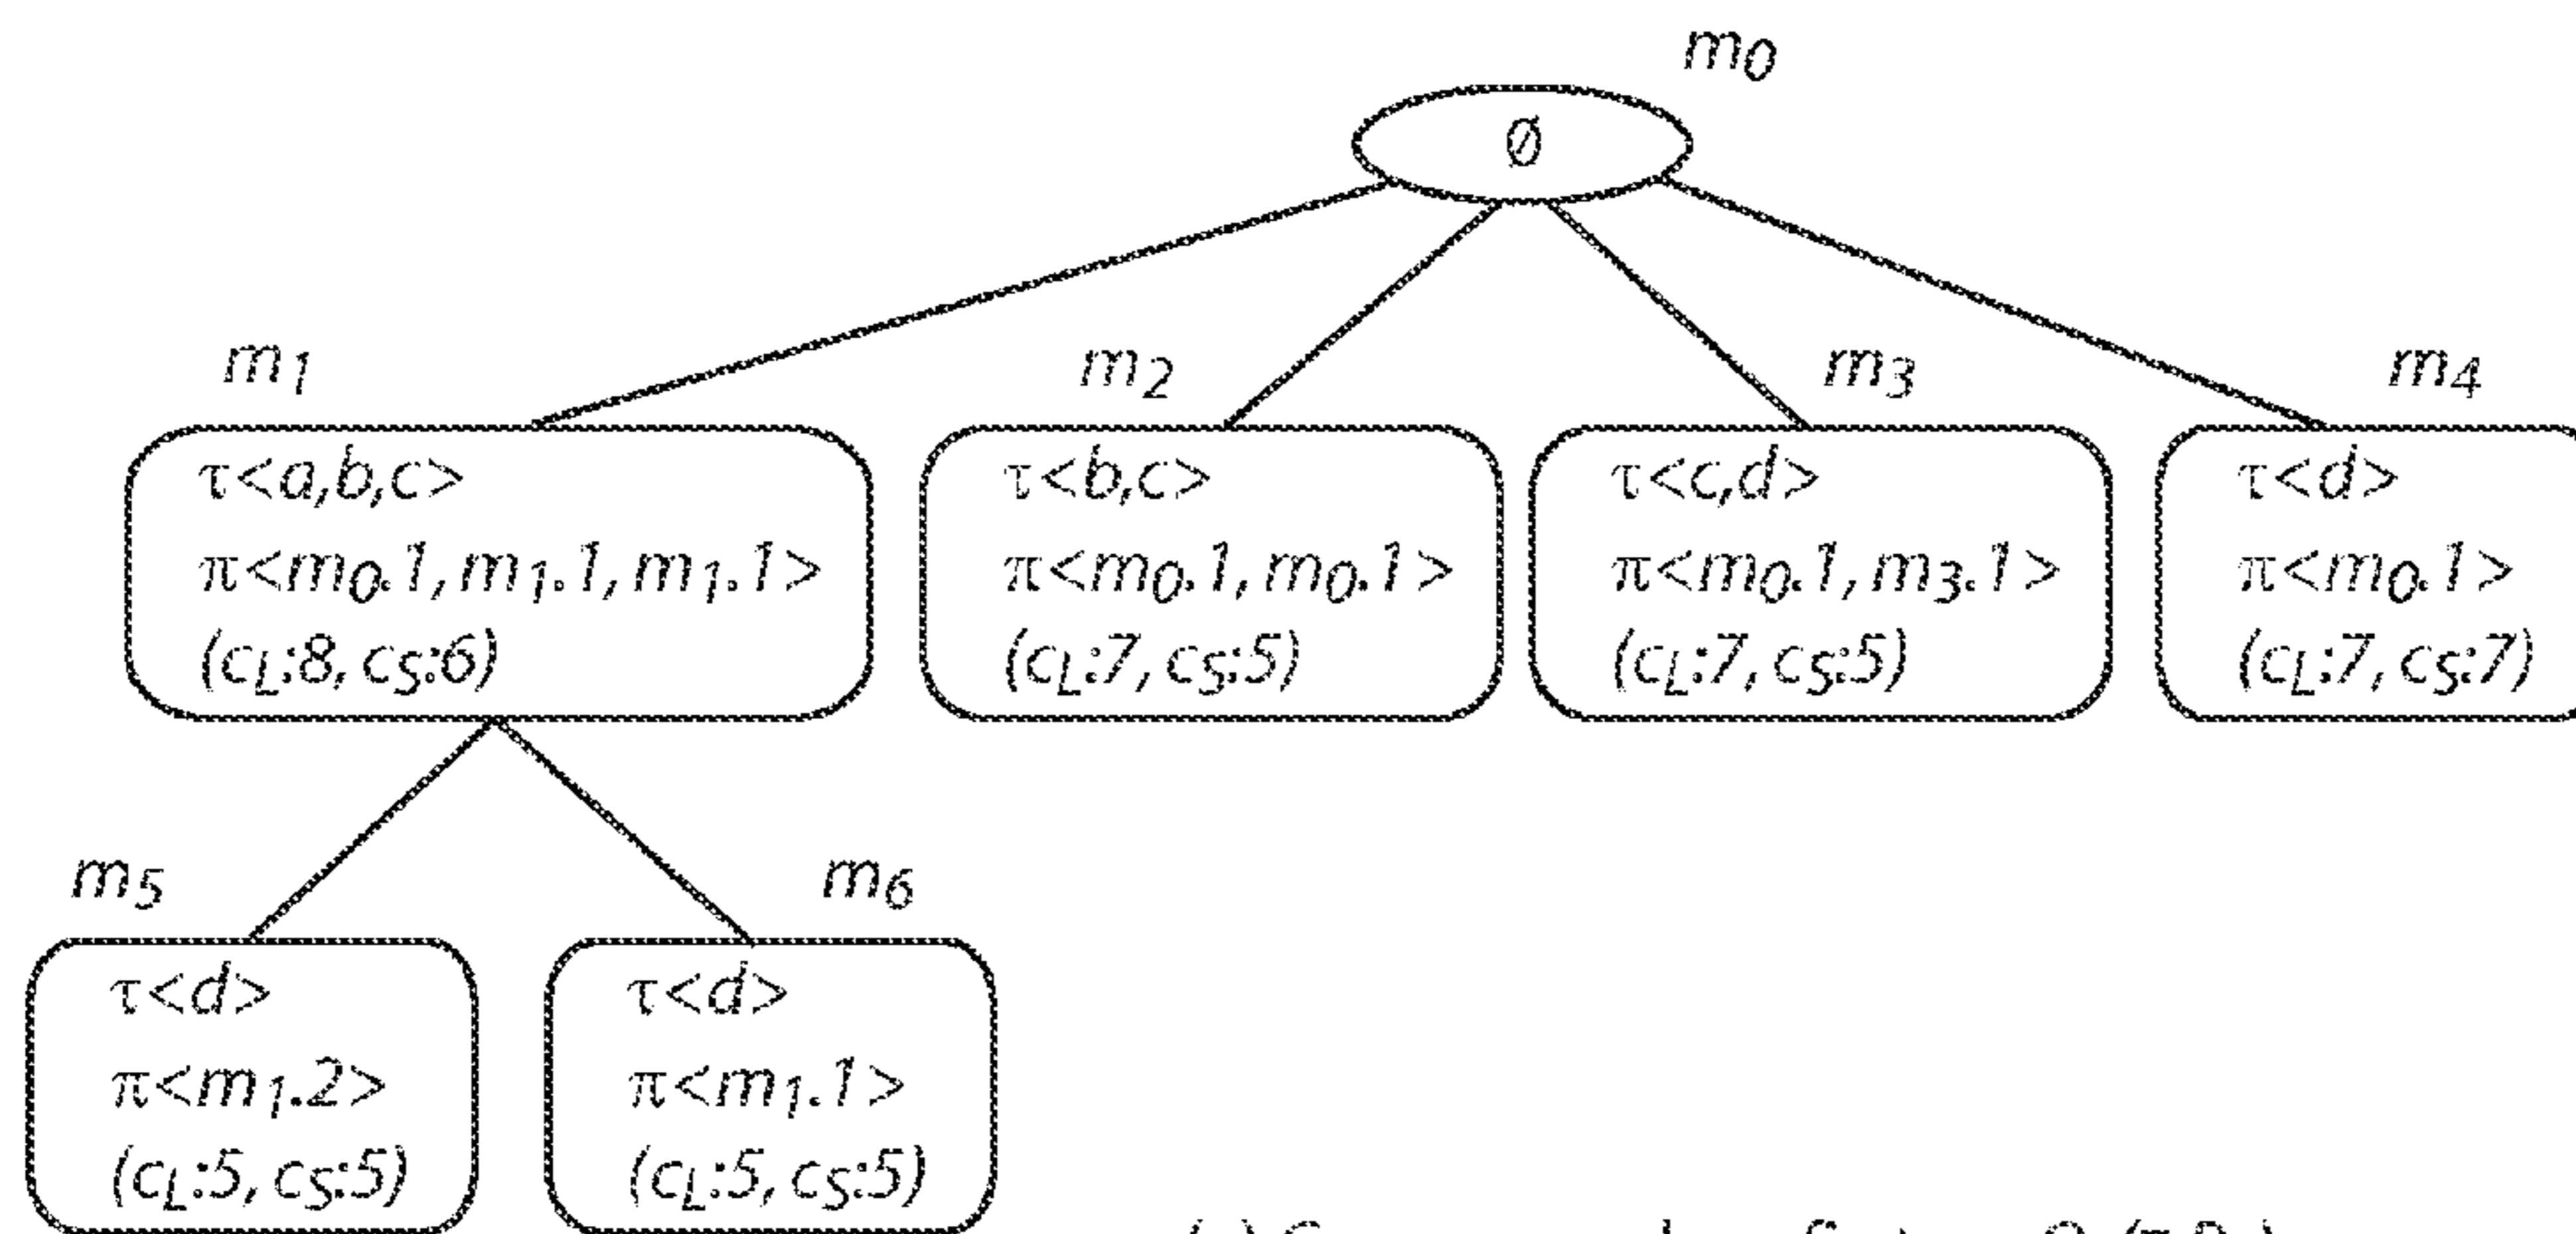 m0
∅
m1
m2
m3
m4
τ<a,b,c>
π<m0.1, m1.1, m1.1>
(cL:8, cS:6)
τ<b,c>
π<m0.1, m0.1>
(cL:7, cS:5)
τ<c,d>
π<m0.1, m3.1>
(cL:7, cS:5)
τ<d>
π<m0.1>
(cL:7, cS:7)
m5
m6
τ<d>
π<m1.2>
(cL:5, cS:5)
τ<d>
π<m1.1>
(cL:5, cS:5)